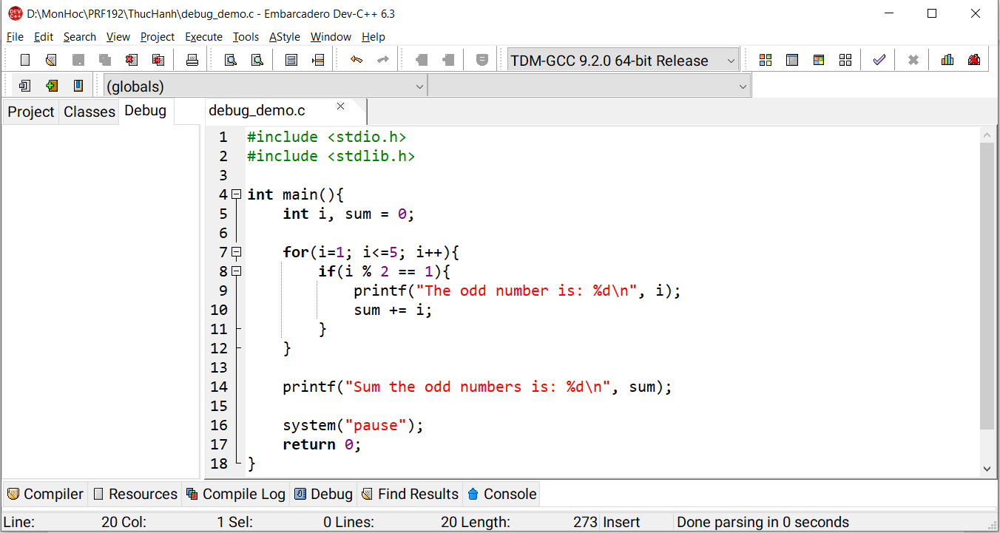 D:\MonHoc\PRF192\ThucHanh\debug_demo.c - Embarcadero Dev-C++ 6.3
File Edit Search View Project Execute Tools AStyle Window Help
TDM-GCC 9.2.0 64-bit Release
(globals)
Project Classes Debug
debug_demo.c
1 #include <stdio.h>
2 #include <stdlib.h>
3
4 int main(){
5 int i, sum = 0;
6
7 for(i=1; i<=5; i++){
8 if(i % 2 == 1){
9 printf("The odd number is: %d\n", i);
10 sum += i;
11 }
12 }
13
14 printf("Sum the odd numbers is: %d\n", sum);
15
16 system("pause");
17 return 0;
18 }
Compiler Resources Compile Log Debug Find Results Console
Line: 20 Col: 1 Sel: 0 Lines: 20 Length: 273 Insert Done parsing in 0 seconds